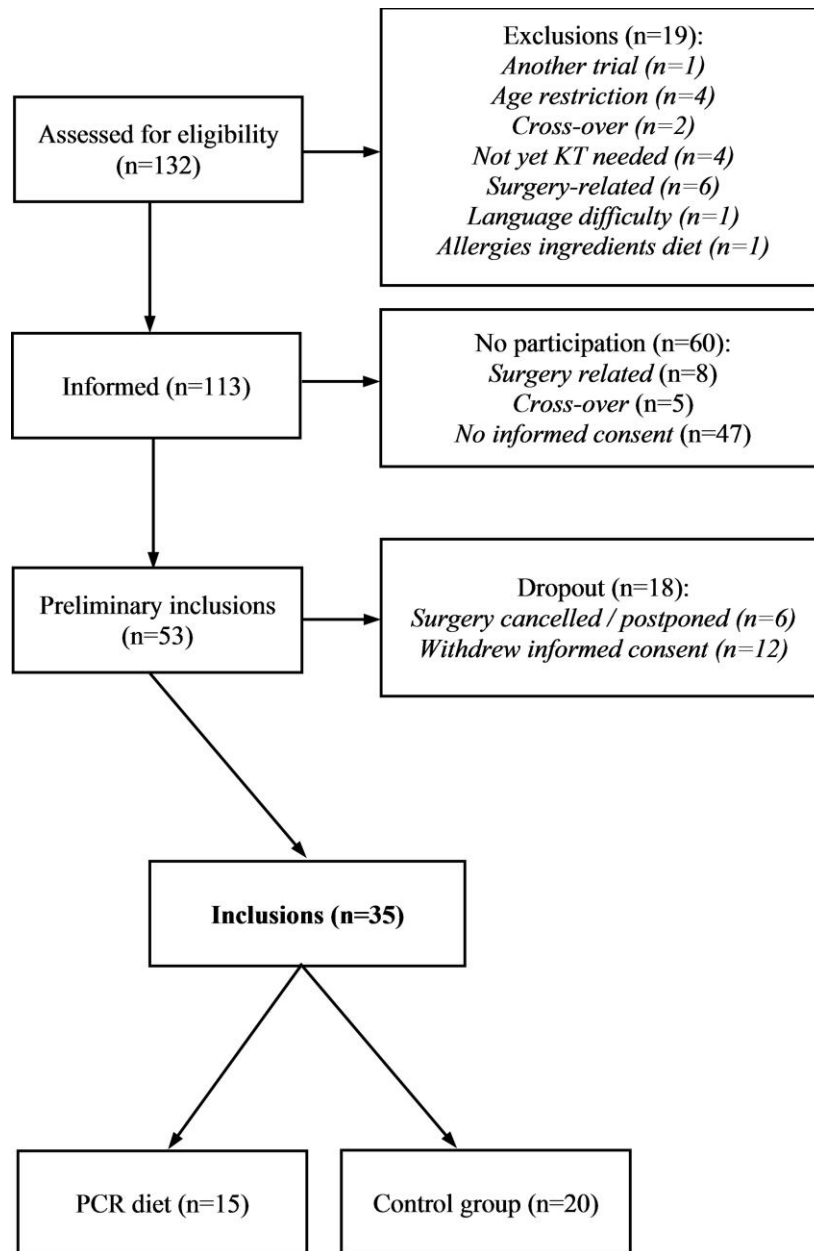 Exclusions (n=19):
Another trial (n=1)
Age restriction (n=4)
Cross-over (n=2)
Not yet KT needed (n=4)
Surgery-related (n=6)
Language difficulty (n=1)
Allergies ingredients diet (n=1)
Assessed for eligibility
(n=132)
No participation (n=60):
Surgery related (n=8)
Cross-over (n=5)
No informed consent (n=47)
Informed (n=113)
Dropout (n=18):
Surgery cancelled / postponed (n=6)
Withdrew informed consent (n=12)
Preliminary inclusions
(n=53)
Inclusions (n=35)
PCR diet (n=15)
Control group (n=20)